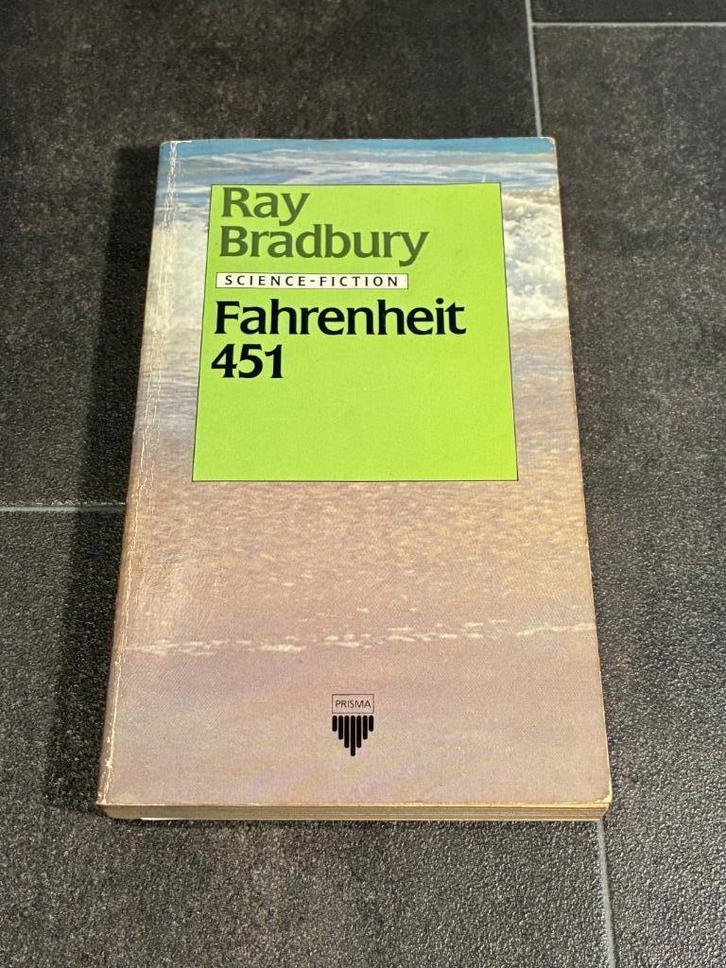 Ray
Bradbury
SCIENCE-FICTION
Fahrenheit
451
PRISMA